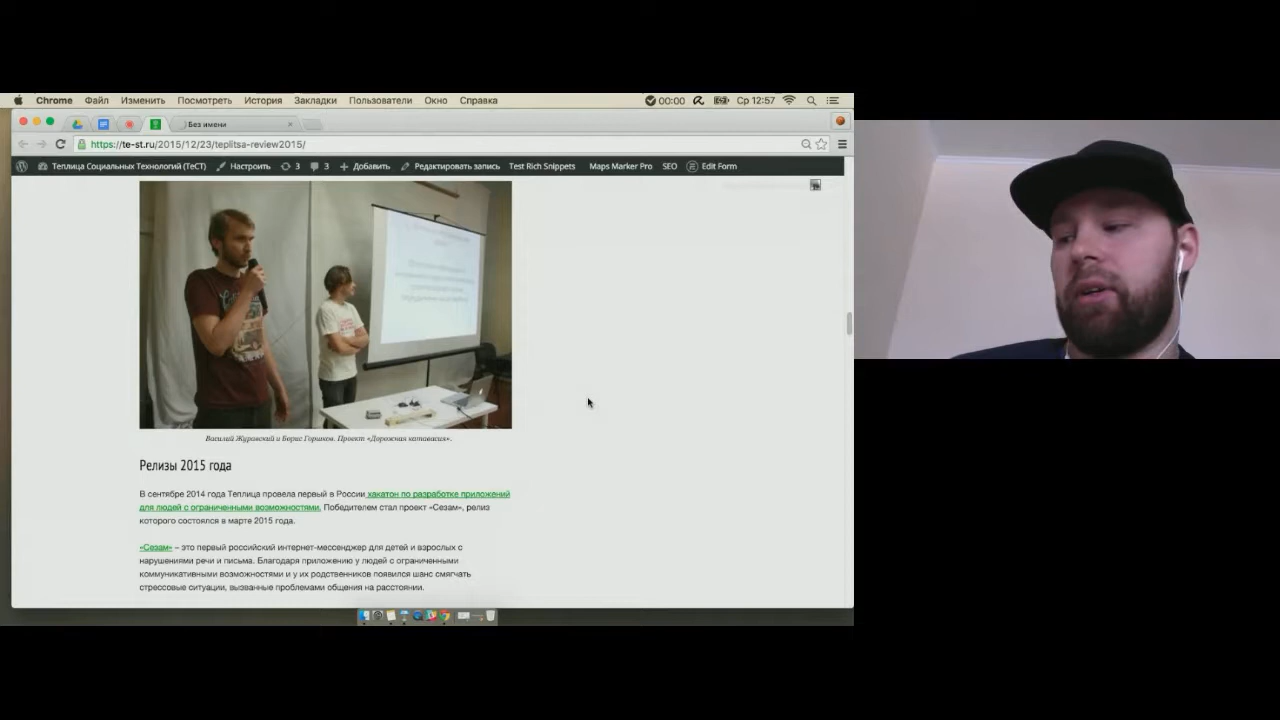 Chrome Файл Изменить Посмотреть История Закладки Пользователи Окно Справка 00:00 Ср 12:57
Без имени
https://te-st.ru/2015/12/23/teplitsa-review2015/
Теплица Социальных Технологий (ТеСТ) Настроить 3 3 Добавить Редактировать запись Test Rich Snippets Maps Marker Pro SEO Edit Form
Василий Журовский и Борис Горшков. Проект «Дорожная катавасия».
Релизы 2015 года
В сентябре 2014 года Теплица провела первый в России хакатон по разработке приложений
для людей с ограниченными возможностями. Победителем стал проект «Сезам», релиз
которого состоялся в марте 2015 года.
«Сезам» – это первый российский интернет-мессенджер для детей и взрослых с
нарушениями речи и письма. Благодаря приложению у людей с ограниченными
коммуникативными возможностями и у их родственников появился шанс смягчать
стрессовые ситуации, вызванные проблемами общения на расстоянии.